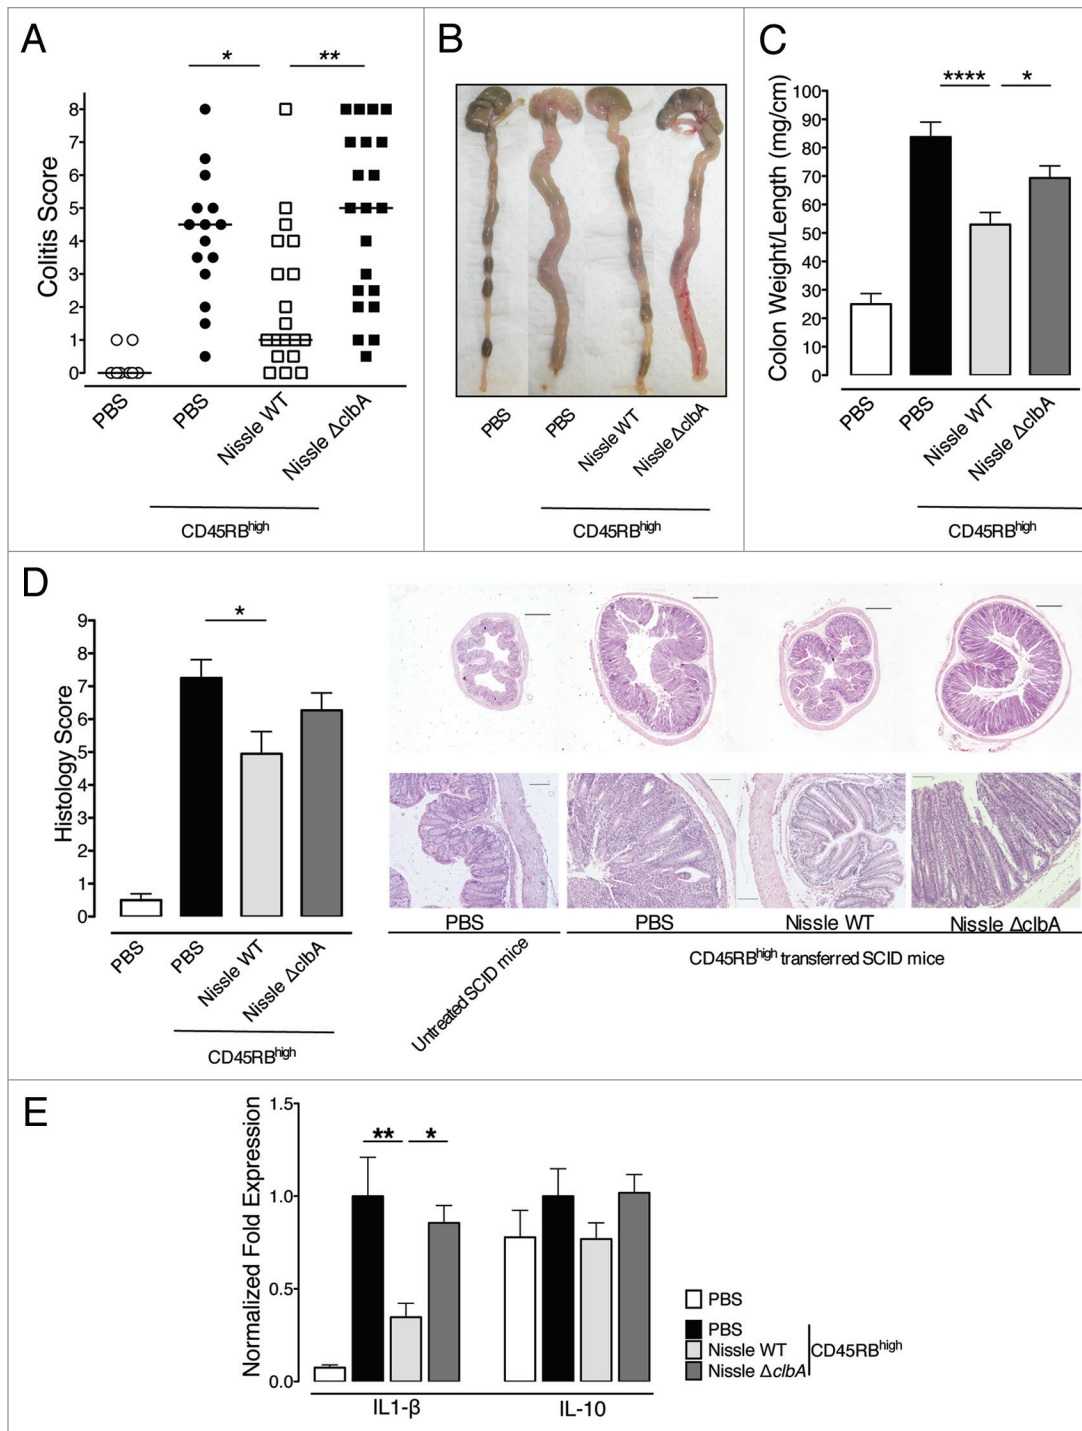 A
*
**
Colitis Score
8
7
6
5
4
3
2
1
0
PBS
PBS
Nissle WT
Nissle ΔclbA
CD45RBhigh
B
PBS
PBS
Nissle WT
Nissle ΔclbA
CD45RBhigh
C
****
*
Colon Weight/Length (mg/cm)
100
90
80
70
60
50
40
30
20
10
0
PBS
PBS
Nissle WT
Nissle ΔclbA
CD45RBhigh
D
*
Histology Score
9
8
7
6
5
4
3
2
1
0
PBS
PBS
Nissle WT
Nissle ΔclbA
CD45RBhigh
PBS
PBS
Nissle WT
Nissle ΔclbA
Untreated SCID mice
CD45RBhigh transferred SCID mice
E
**
*
Normalized Fold Expression
1.5
1.0
0.5
0.0
IL1-β
IL-10
PBS
PBS
Nissle WT
Nissle ΔclbA
CD45RBhigh